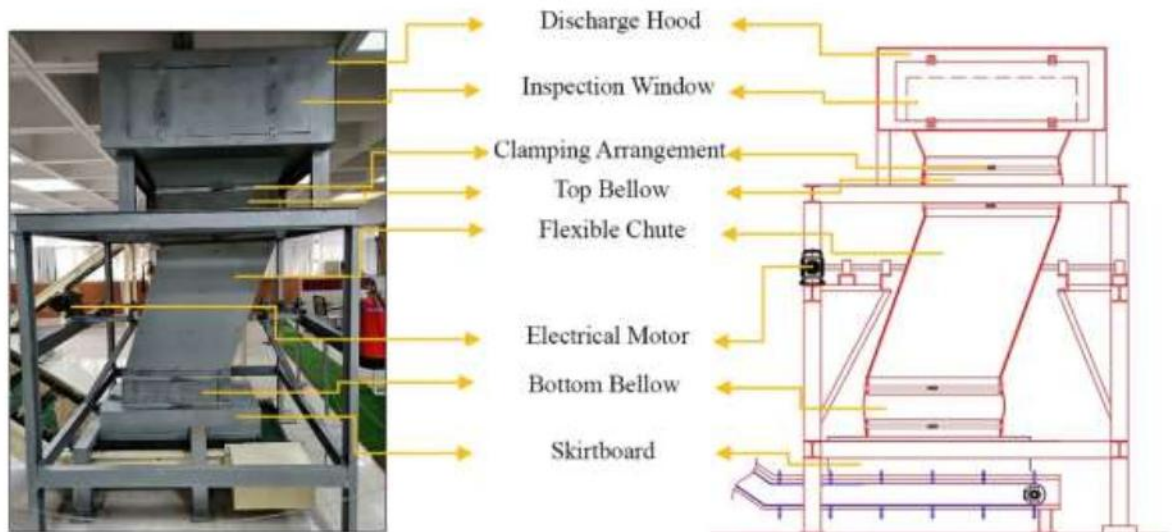 Discharge Hood
Inspection Window
Clamping Arrangement
Top Bellow
Flexible Chute
Electrical Motor
Bottom Bellow
Skirtboard